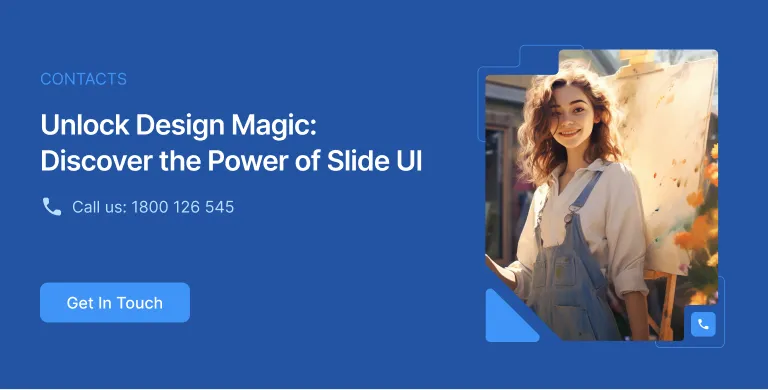 CONTACTS
Unlock Design Magic:
Discover the Power of Slide UI
Call us: 1800 126 545
Get In Touch